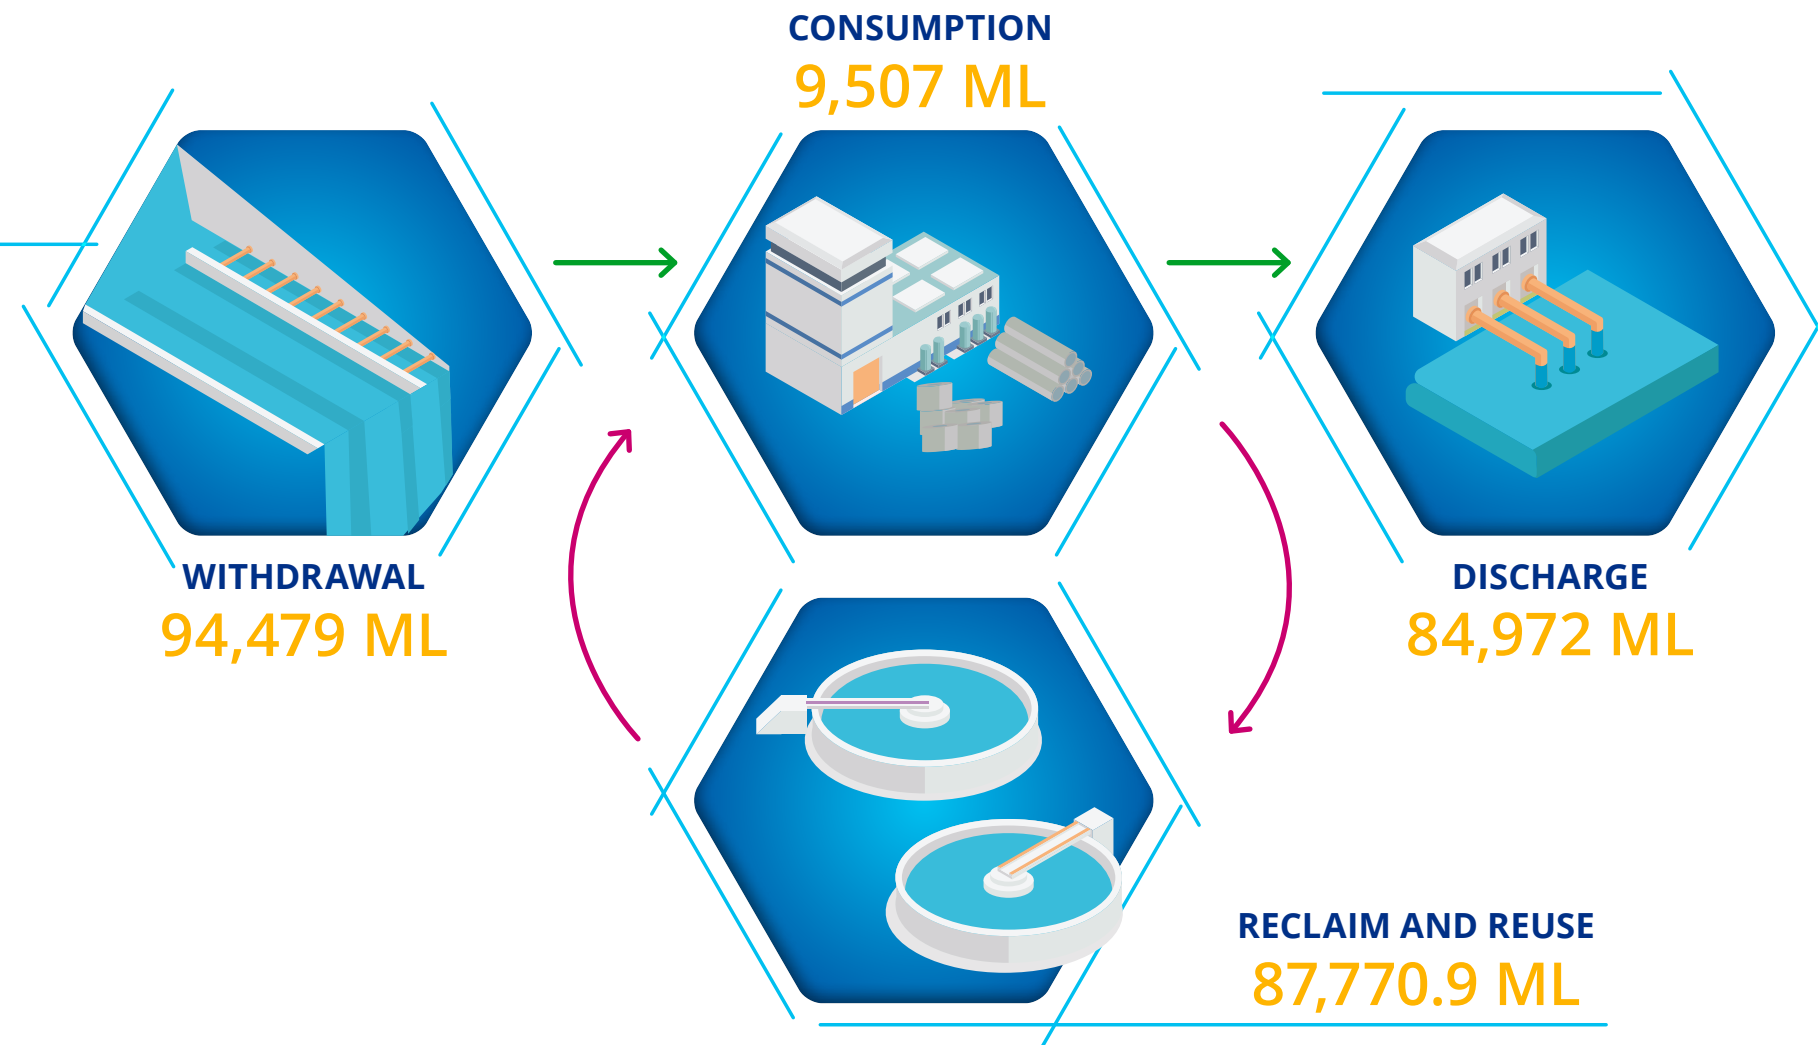 CONSUMPTION
9,507 ML
WITHDRAWAL
94,479 ML
DISCHARGE
84,972 ML
RECLAIM AND REUSE
87,770.9 ML